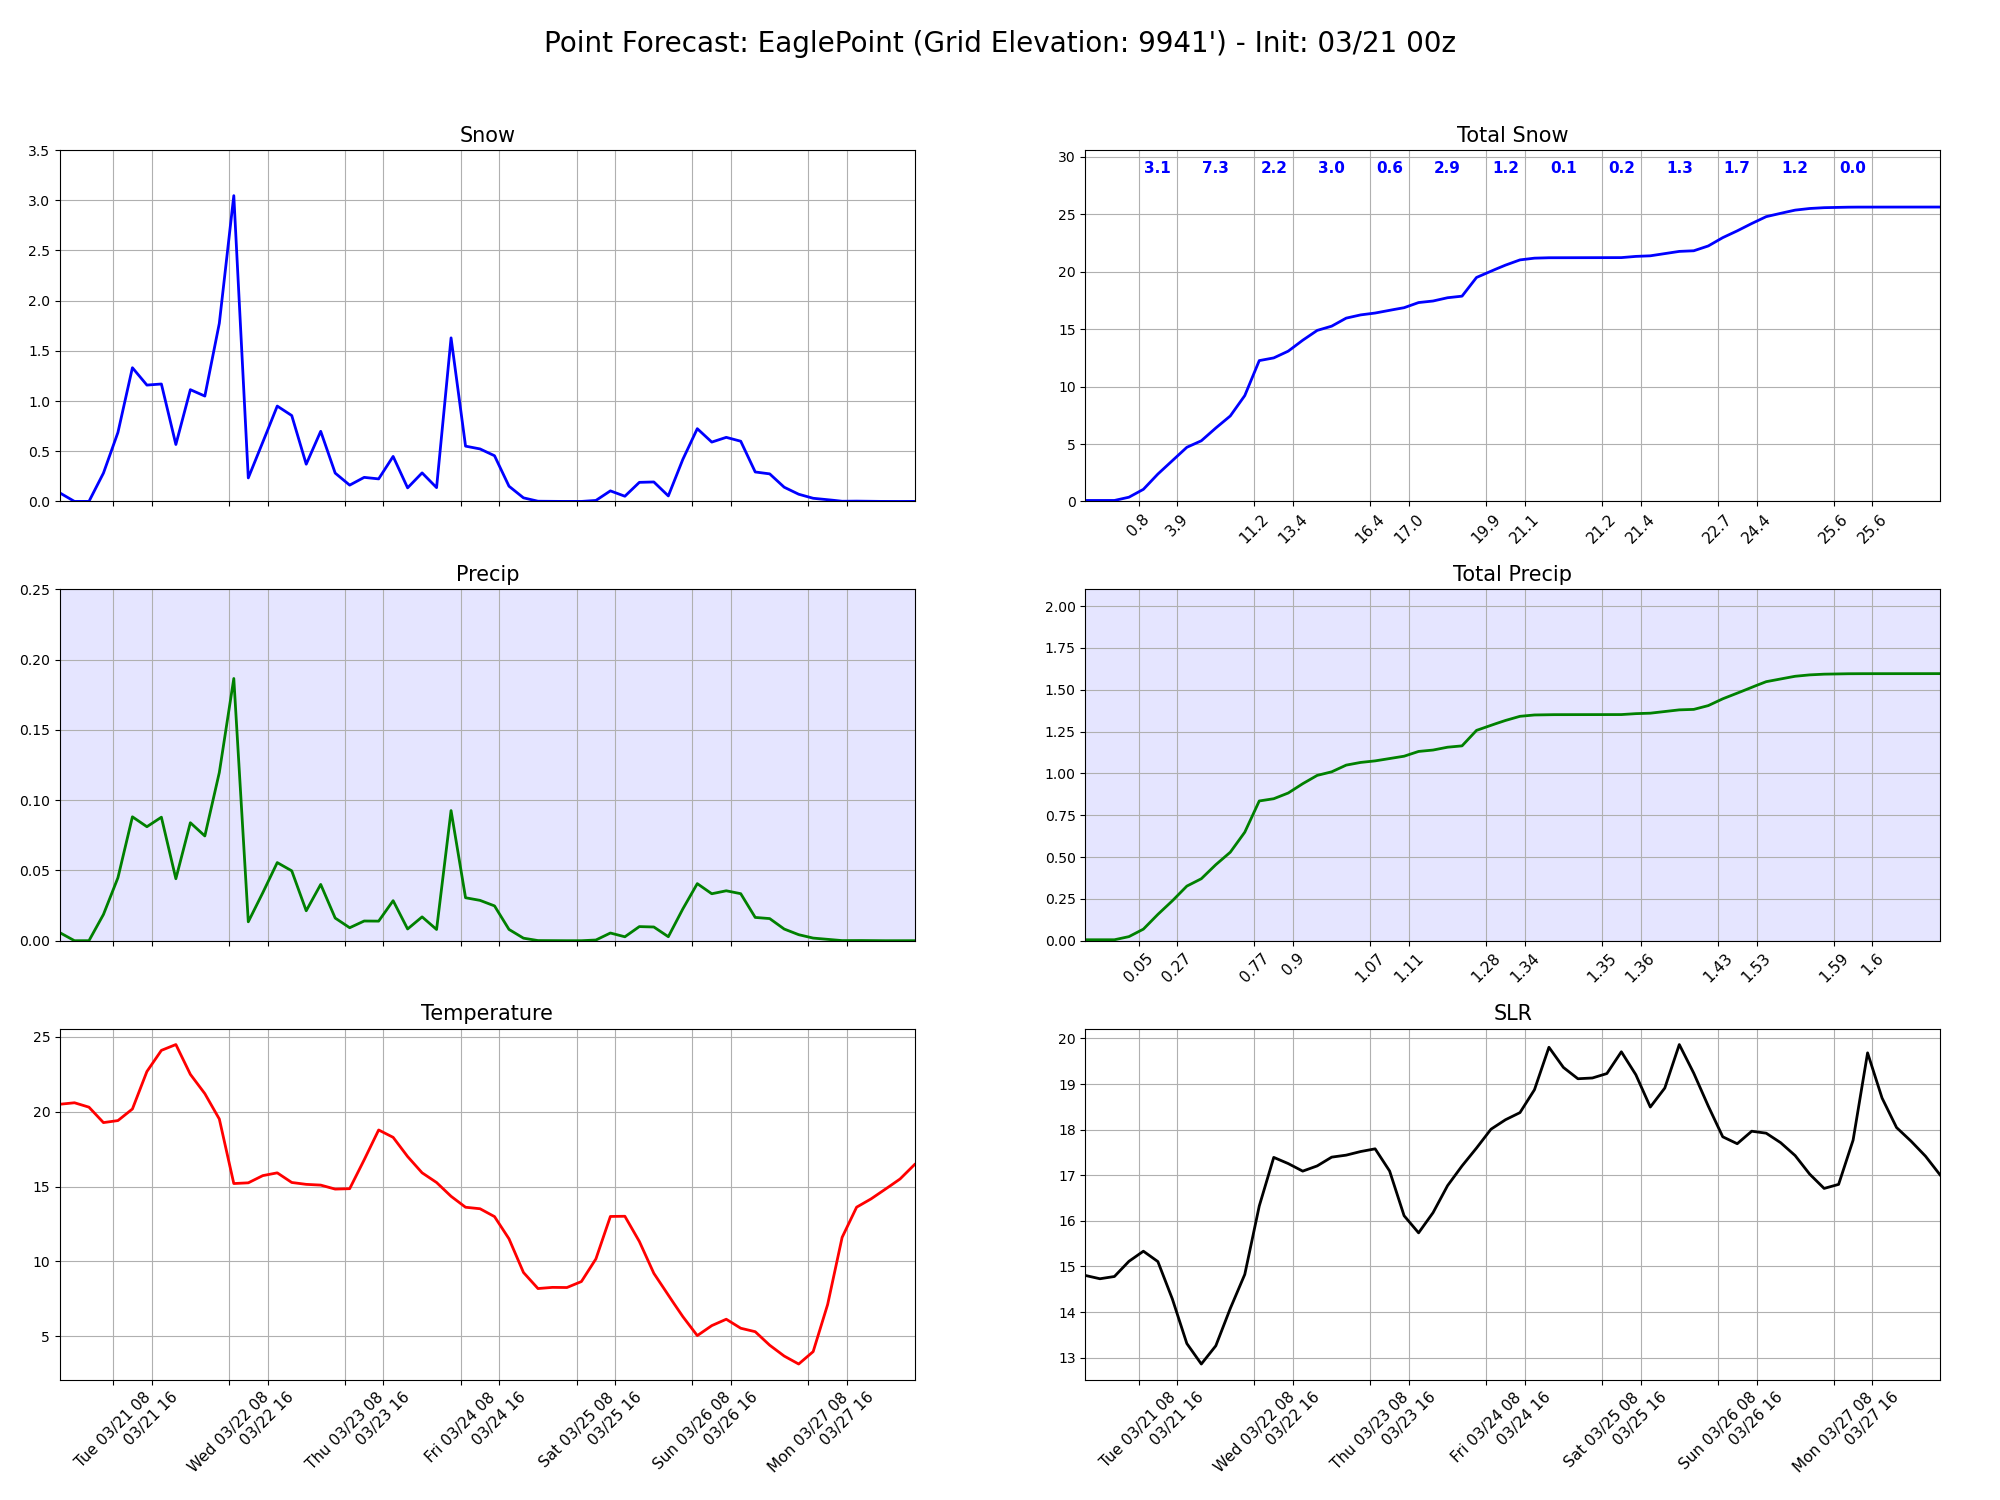 Point Forecast: EaglePoint (Grid Elevation: 9941') - Init: 03/21 00z
Snow
3.5
3.0
2.5
2.0
1.5
1.0
0.5
0.0
Total Snow
30
25
20
15
10
5
0
3.1 7.3 2.2 3.0 0.6 2.9 1.2 0.1 0.2 1.3 1.7 1.2 0.0
0.8 3.9 11.2 13.4 16.4 17.0 19.9 21.1 21.2 21.4 22.7 24.4 25.6 25.6
Precip
0.25
0.20
0.15
0.10
0.05
0.00
Total Precip
2.00
1.75
1.50
1.25
1.00
0.75
0.50
0.25
0.00
0.05 0.27 0.77 0.9 1.07 1.11 1.28 1.34 1.35 1.36 1.43 1.53 1.59 1.6
Temperature
25
20
15
10
5
Tue 03/21 08
03/21 16
Wed 03/22 08
03/22 16
Thu 03/23 08
03/23 16
Fri 03/24 08
03/24 16
Sat 03/25 08
03/25 16
Sun 03/26 08
03/26 16
Mon 03/27 08
03/27 16
SLR
20
19
18
17
16
15
14
13
Tue 03/21 08
03/21 16
Wed 03/22 08
03/22 16
Thu 03/23 08
03/23 16
Fri 03/24 08
03/24 16
Sat 03/25 08
03/25 16
Sun 03/26 08
03/26 16
Mon 03/27 08
03/27 16